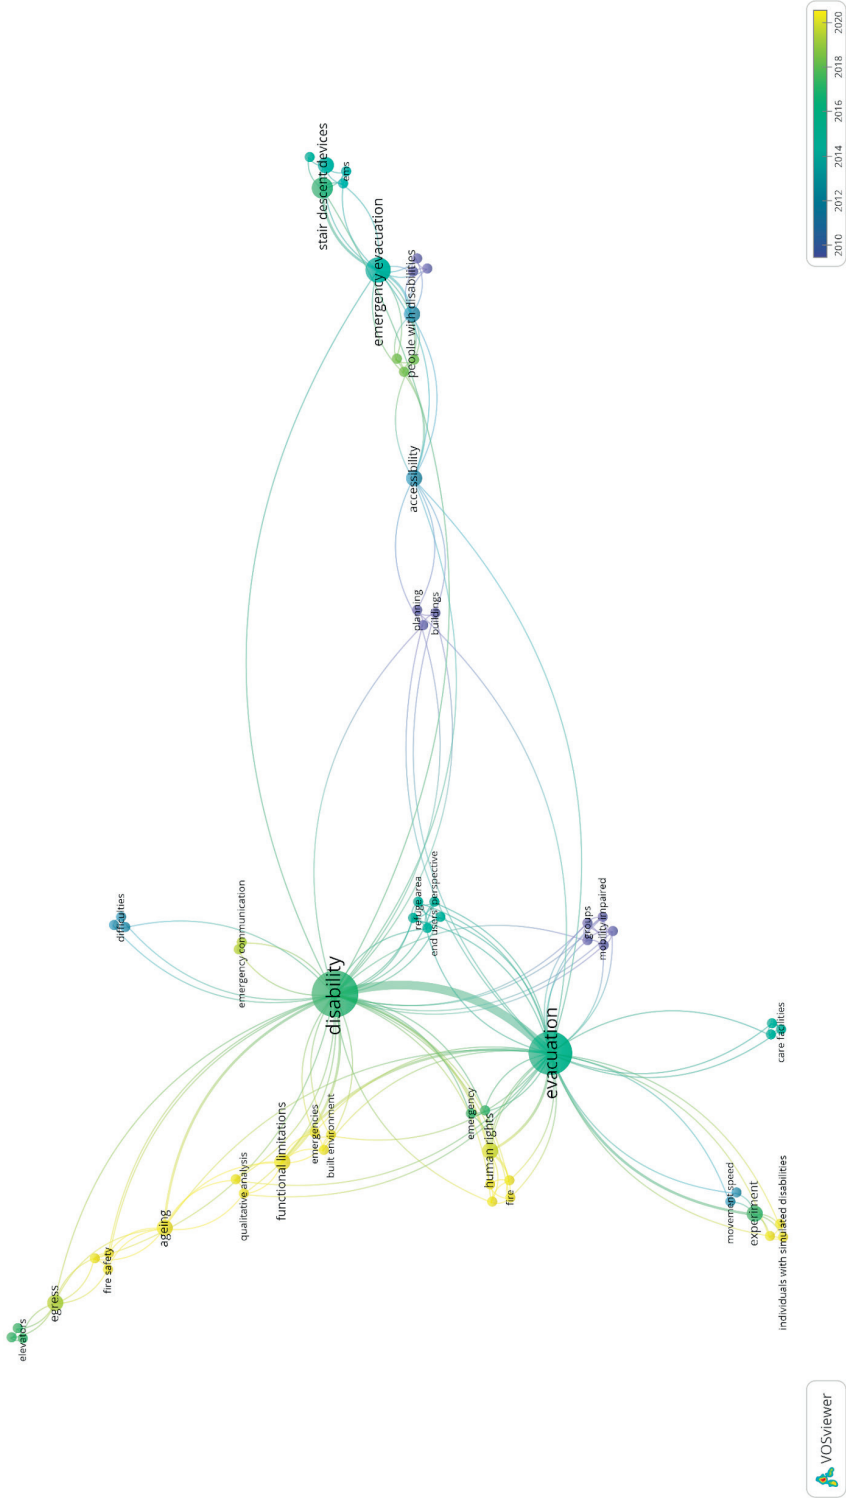 elevators
egress
fire safety
difficulties
ageing
qualitative analysis
emergency communication
functional limitations
emergencies
stair descent devices
built environment
disability
ems
emergency evacuation
people with disabilities
accessibility
refuge area
planning
end users' perspective
buildings
emergency
human rights
fire
evacuation
groups
mobility impaired
movement speed
experiment
individuals with simulated disabilities
care facilities
VOSviewer
2010 2012 2014 2016 2018 2020